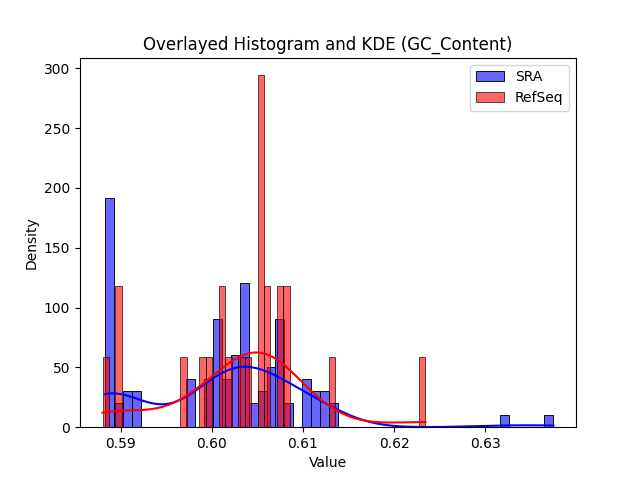 Overlayed Histogram and KDE (GC_Content)
SRA
RefSeq
300
250
200
150
100
50
0
Density
0.59 0.60 0.61 0.62 0.63
Value